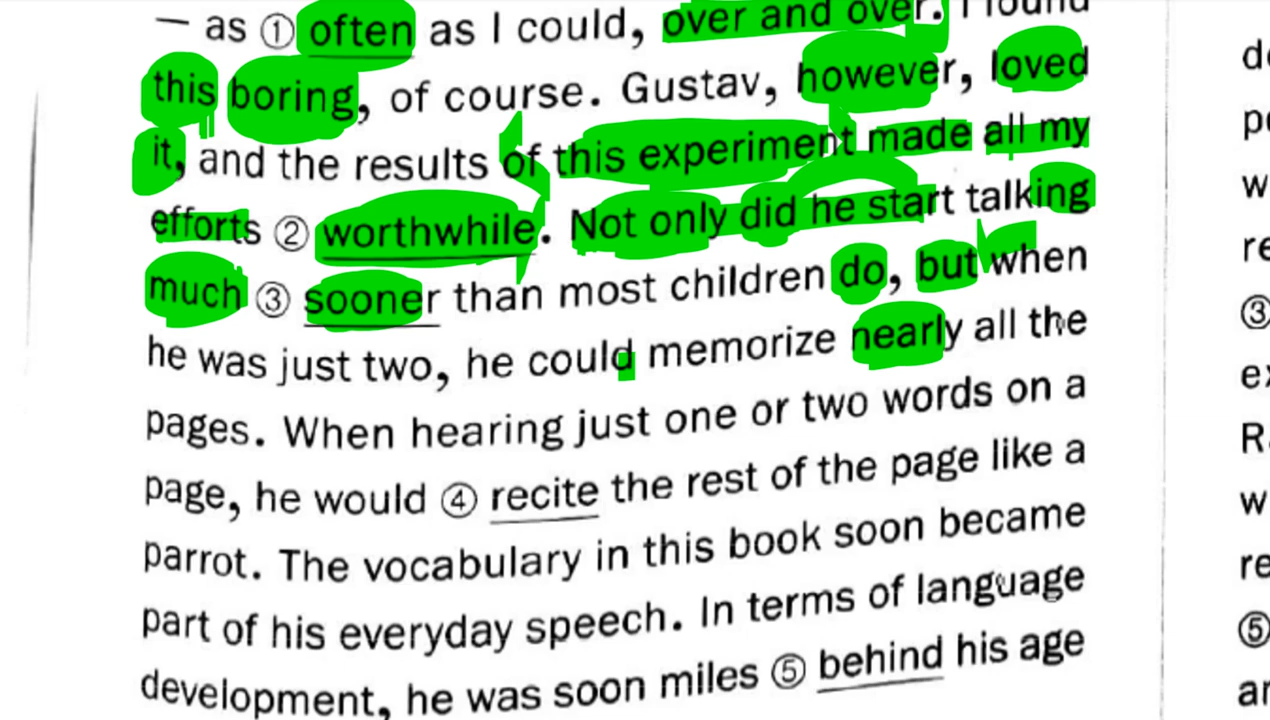 — as ① often as I could, over and over. I found
this boring, of course. Gustav, however, loved
it, and the results of this experiment made all my
efforts ② worthwhile. Not only did he start talking
much ③ sooner than most children do, but when
he was just two, he could memorize nearly all the
pages. When hearing just one or two words on a
page, he would ④ recite the rest of the page like a
parrot. The vocabulary in this book soon became
part of his everyday speech. In terms of language
development, he was soon miles ⑤ behind his age
③
⑤